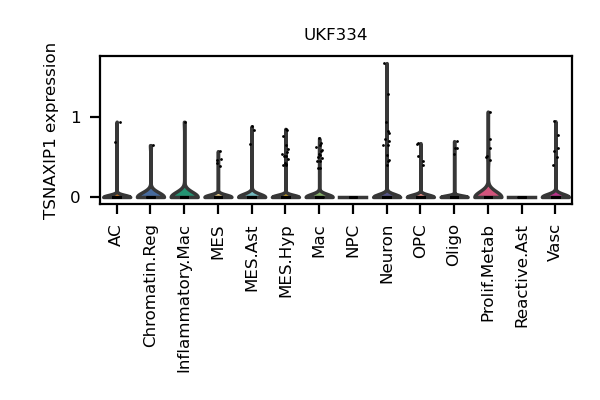 UKF334
TSNAXIP1 expression
1
0
AC
Chromatin.Reg
Inflammatory.Mac
MES
MES.Ast
MES.Hyp
Mac
NPC
Neuron
OPC
Oligo
Prolif.Metab
Reactive.Ast
Vasc